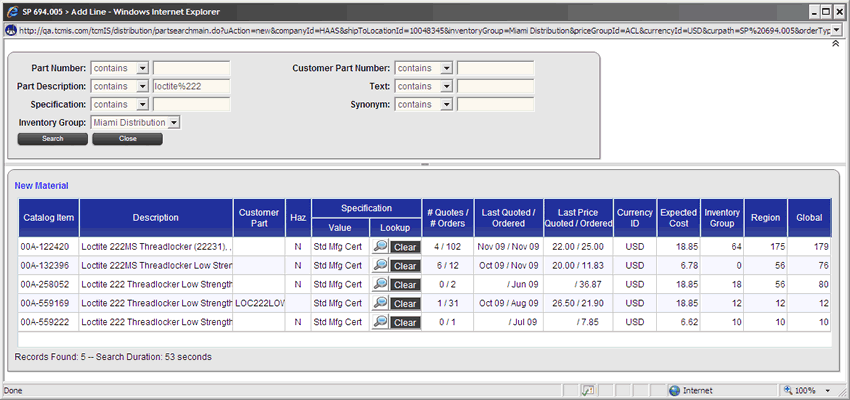 SP 694.005 > Add Line - Windows Internet Explorer
http://qa.tcmis.com/tcmIS/distribution/partsearchmain.do?uAction=new&companyId=HAAS&shipToLocationId=10048345&inventoryGroup=Miami Distribution&priceGroupId=ACL&currencyId=USD&curpath=SP%20694.005&orderTyp
Part Number: contains Customer Part Number: contains
Part Description: contains loctite%222 Text: contains
Specification: contains Synonym: contains
Inventory Group: Miami Distribution
Search Close
New Material
Catalog Item Description Customer Part Haz Specification Value Lookup # Quotes / # Orders Last Quoted / Ordered Last Price Quoted / Ordered Currency ID Expected Cost Inventory Group Region Global
00A-122420 Loctite 222MS Threadlocker (22231), . N Std Mfg Cert Clear 4 / 102 Nov 09 / Nov 09 22.00 / 25.00 USD 18.85 64 175 179
00A-132396 Loctite 222MS Threadlocker Low Stren N Std Mfg Cert Clear 6 / 12 Oct 09 / Nov 09 20.00 / 11.83 USD 6.78 0 56 76
00A-258052 Loctite 222 Threadlocker Low Strength N Std Mfg Cert Clear 0 / 2 / Jun 09 / 36.87 USD 18.85 18 56 80
00A-559169 Loctite 222 Threadlocker Low Strength LOC222LOW Std Mfg Cert Clear 1 / 31 Oct 09 / Aug 09 26.50 / 21.90 USD 18.85 12 12 12
00A-559222 Loctite 222 Threadlocker Low Strength N Std Mfg Cert Clear 0 / 1 / Jul 09 / 7.85 USD 6.62 10 10 10
Records Found: 5 -- Search Duration: 53 seconds
Done Internet 100%